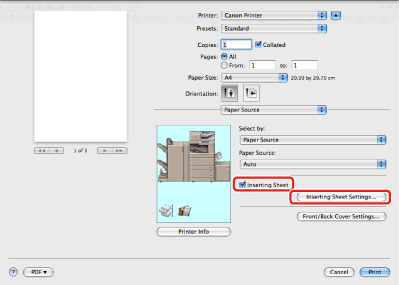 Printer: Canon Printer
Presets: Standard
Copies: 1 Collated
Pages: All
From: 1 to: 1
Paper Size: A4 20,99 by 29,70 cm
Orientation:
Paper Source
1 of 1
Select by:
Paper Source
Paper Source:
Auto
Inserting Sheet
Inserting Sheet Settings...
Front/Back Cover Settings...
Printer Info
? PDF Cancel Print